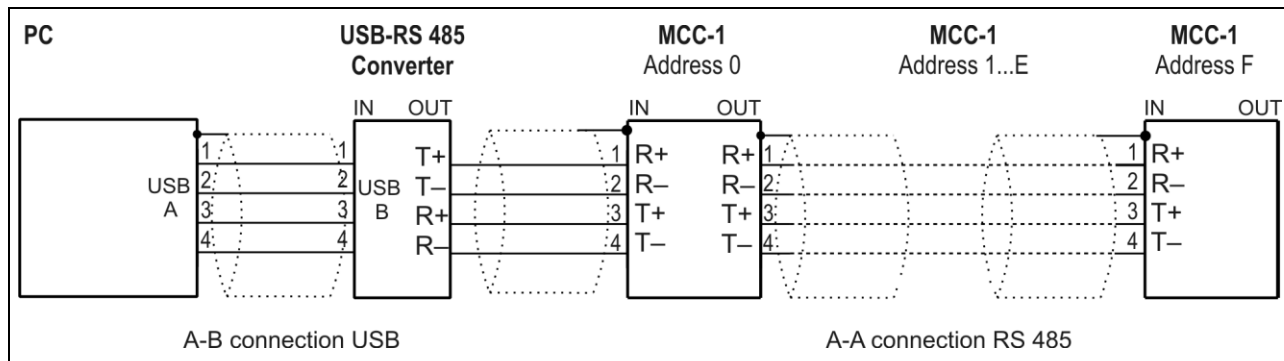 PC USB-RS 485 MCC-1 MCC-1 MCC-1
Converter Address 0 Address 1...E Address F
IN OUT IN OUT IN OUT
1 1 T+ 1 R+ R+ 1 1 R+
USB 2 2 USB T– 2 R– R– 2 2 R–
A 3 3 B R+ 3 T+ T+ 3 3 T+
4 4 R– 4 T– T– 4 4 T–
A-B connection USB A-A connection RS 485